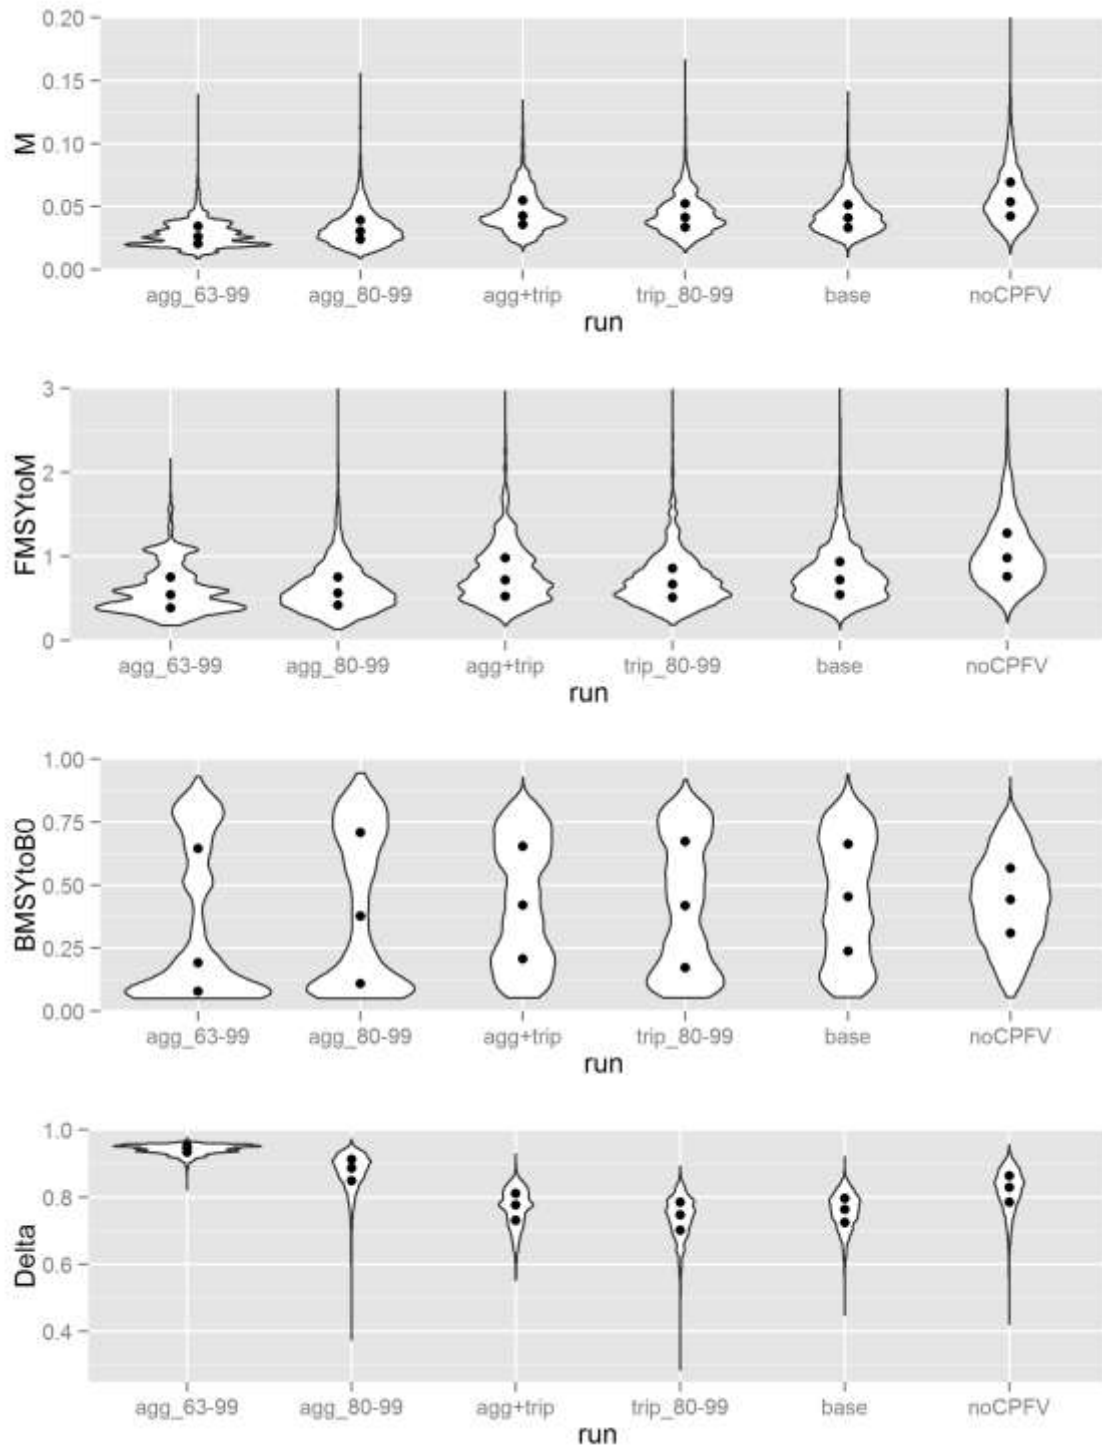 0.20
0.15
0.10
0.05
0.00
M
agg_63-99 agg_80-99 agg+trip trip_80-99 base noCPFV
run
3
2
1
0
FMSYtoM
agg_63-99 agg_80-99 agg+trip trip_80-99 base noCPFV
run
1.00
0.75
0.50
0.25
0.00
BMSYtoB0
agg_63-99 agg_80-99 agg+trip trip_80-99 base noCPFV
run
1.0
0.8
0.6
0.4
Delta
agg_63-99 agg_80-99 agg+trip trip_80-99 base noCPFV
run